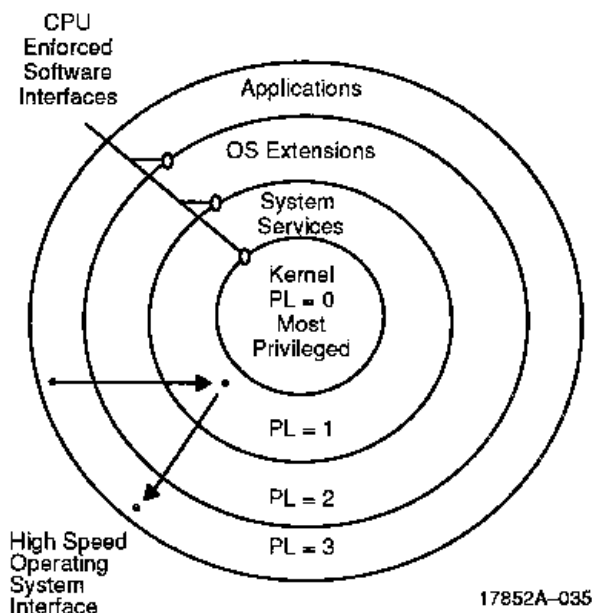 CPU
Enforced
Software
Interfaces
Applications
OS Extensions
System
Services
Kernel
PL = 0
Most
Privileged
PL = 1
PL = 2
PL = 3
High Speed
Operating
System
Interface
17852A–035